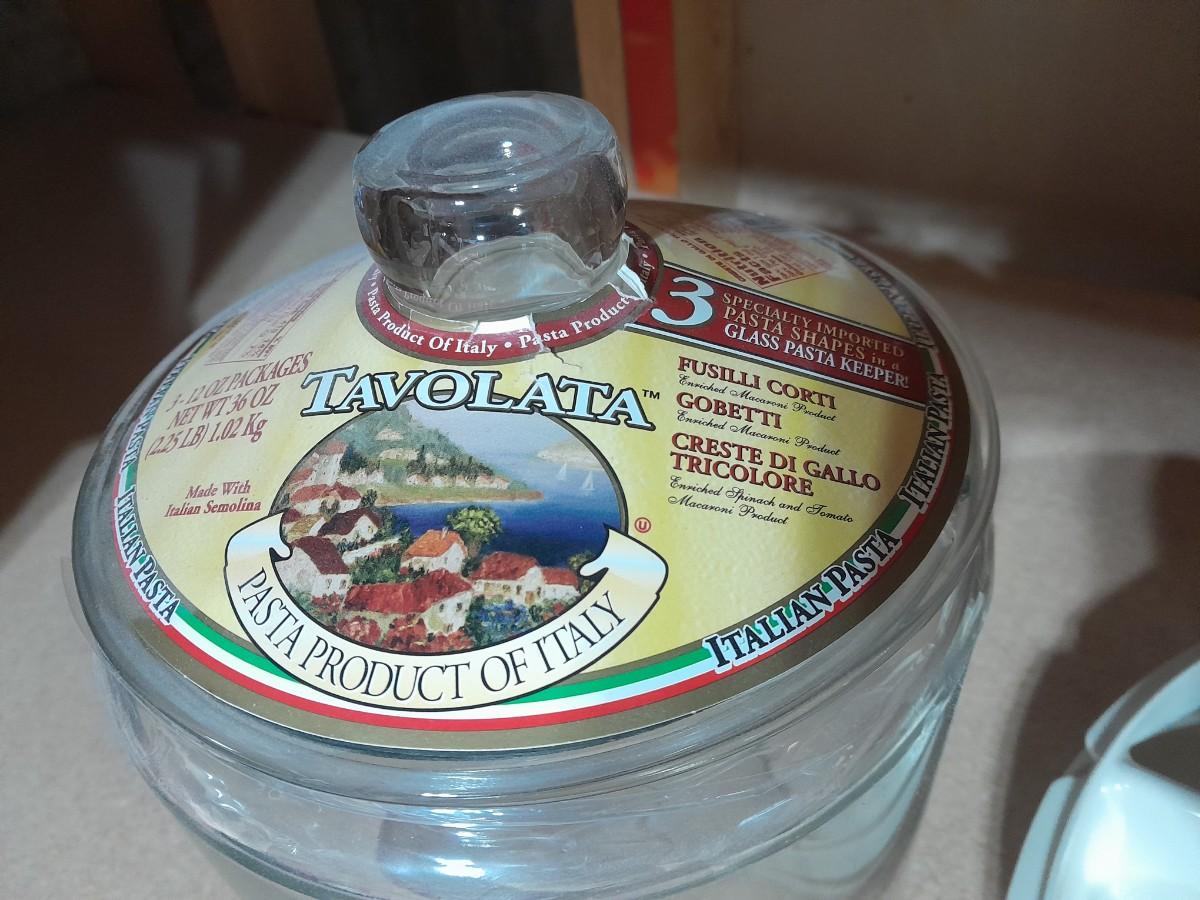 Pasta Product Of Italy • Pasta Product
Nutrition
Facts
3
SPECIALTY IMPORTED
PASTA SHAPES in a
GLASS PASTA KEEPER!
3 - 12 OZ PACKAGES
NET WT 36 OZ
(2.25 LB) 1.02 Kg
Made With
Italian Semolina
TAVOLATA™
FUSILLI CORTI
Enriched Macaroni Product
GOBETTI
Enriched Macaroni Product
CRESTE DI GALLO
TRICOLORE
Enriched Spinach and Tomato
Macaroni Product
U
PASTA PRODUCT OF ITALY
ITALIAN PASTA
ITALIAN PASTA
ITALIAN PASTA